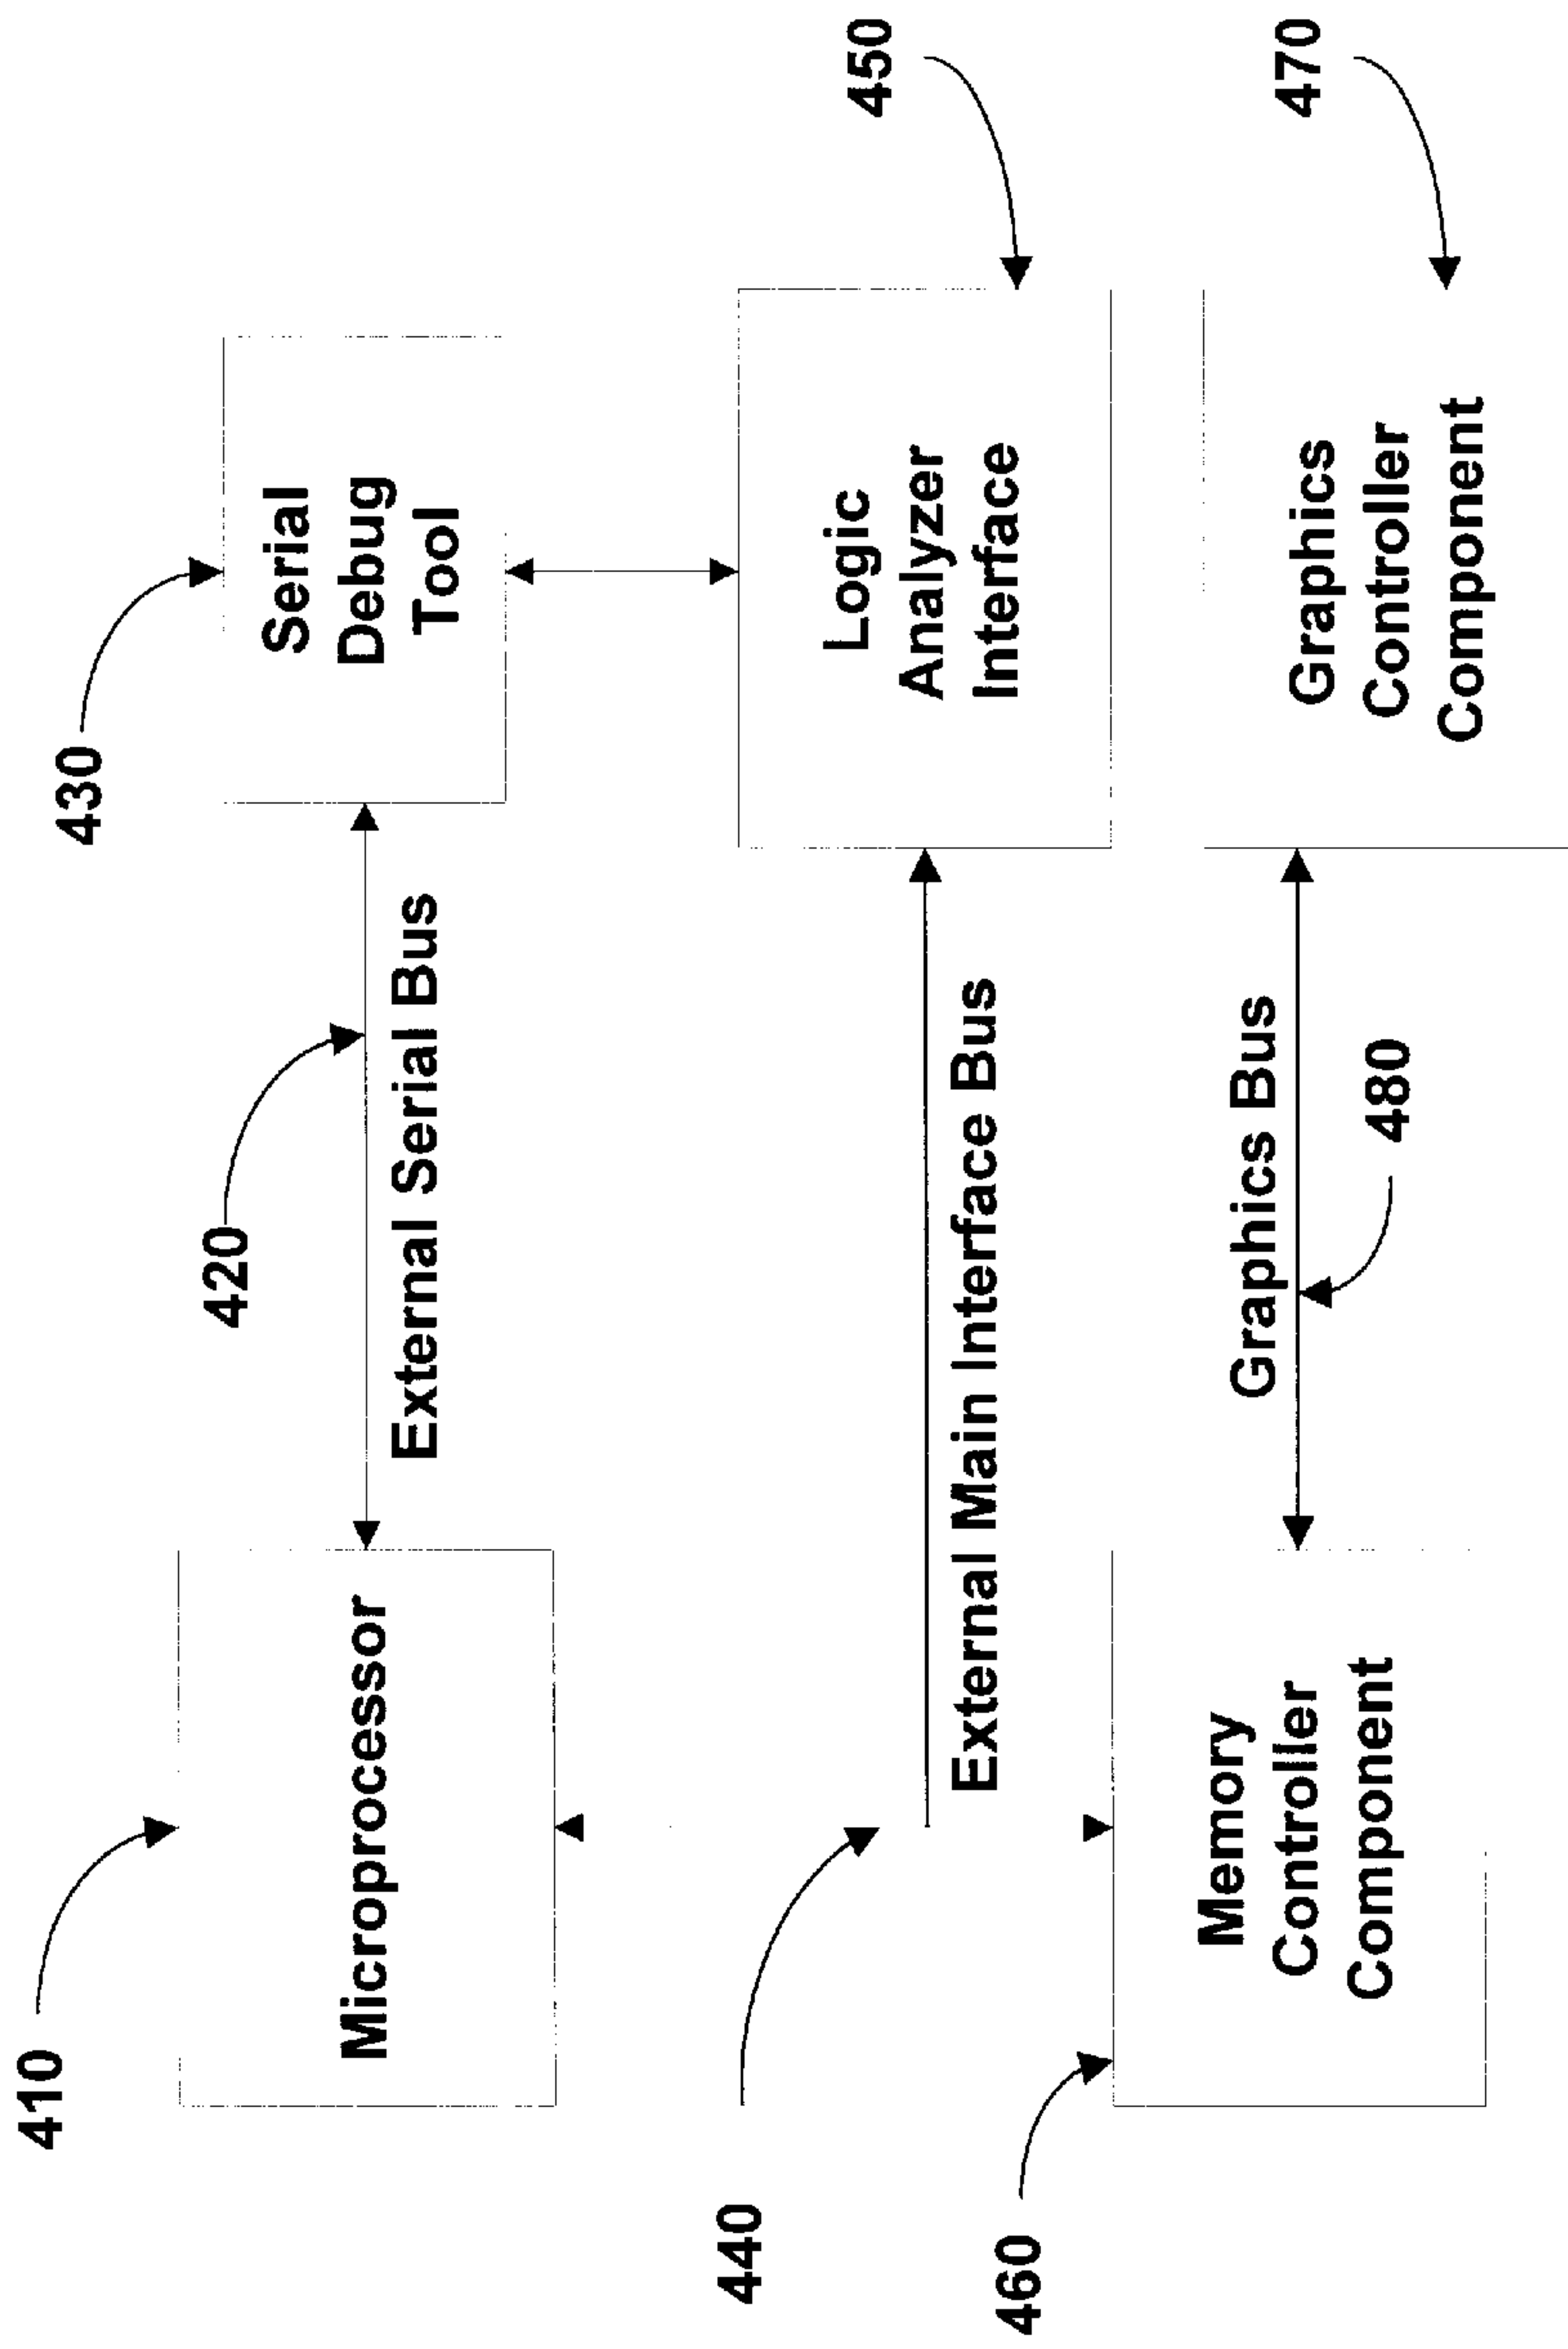 410
Microprocessor
420
External Serial Bus
430
Serial
Debug
Tool
440
External Main Interface Bus
450
Logic
Analyzer
Interface
460
Memory
Controller
Component
Graphics Bus
480
470
Graphics
Controller
Component